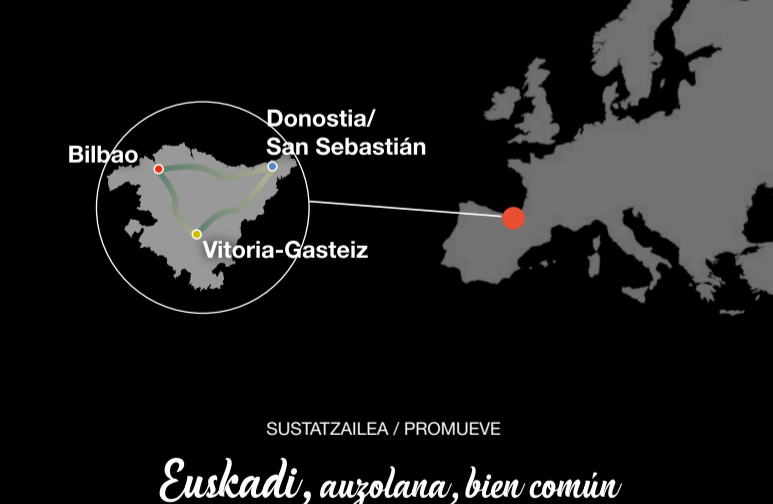 Donostia/
San Sebastián
Bilbao
Vitoria-Gasteiz
SUSTATZAILEA / PROMUEVE
Euskadi, auzolana, bien común